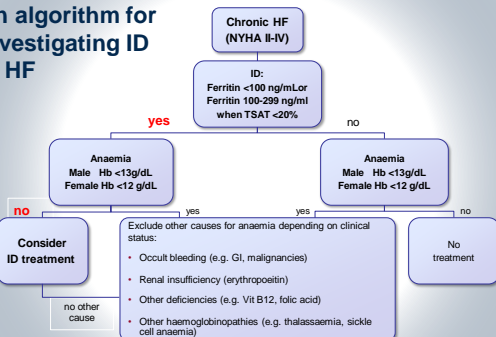 n algorithm for
vestigating ID
HF
Chronic HF
(NYHA II-IV)
ID:
Ferritin <100 ng/mLor
Ferritin 100-299 ng/ml
when TSAT <20%
yes
no
Anaemia
Male Hb <13g/dL
Female Hb <12 g/dL
Anaemia
Male Hb <13g/dL
Female Hb <12 g/dL
no
yes
yes
no
Consider
ID treatment
Exclude other causes for anaemia depending on clinical
status:
• Occult bleeding (e.g. GI, malignancies)
• Renal insufficiency (erythropoeitin)
• Other deficiencies (e.g. Vit B12, folic acid)
• Other haemoglobinopathies (e.g. thalassaemia, sickle
cell anaemia)
No
treatment
no other
cause